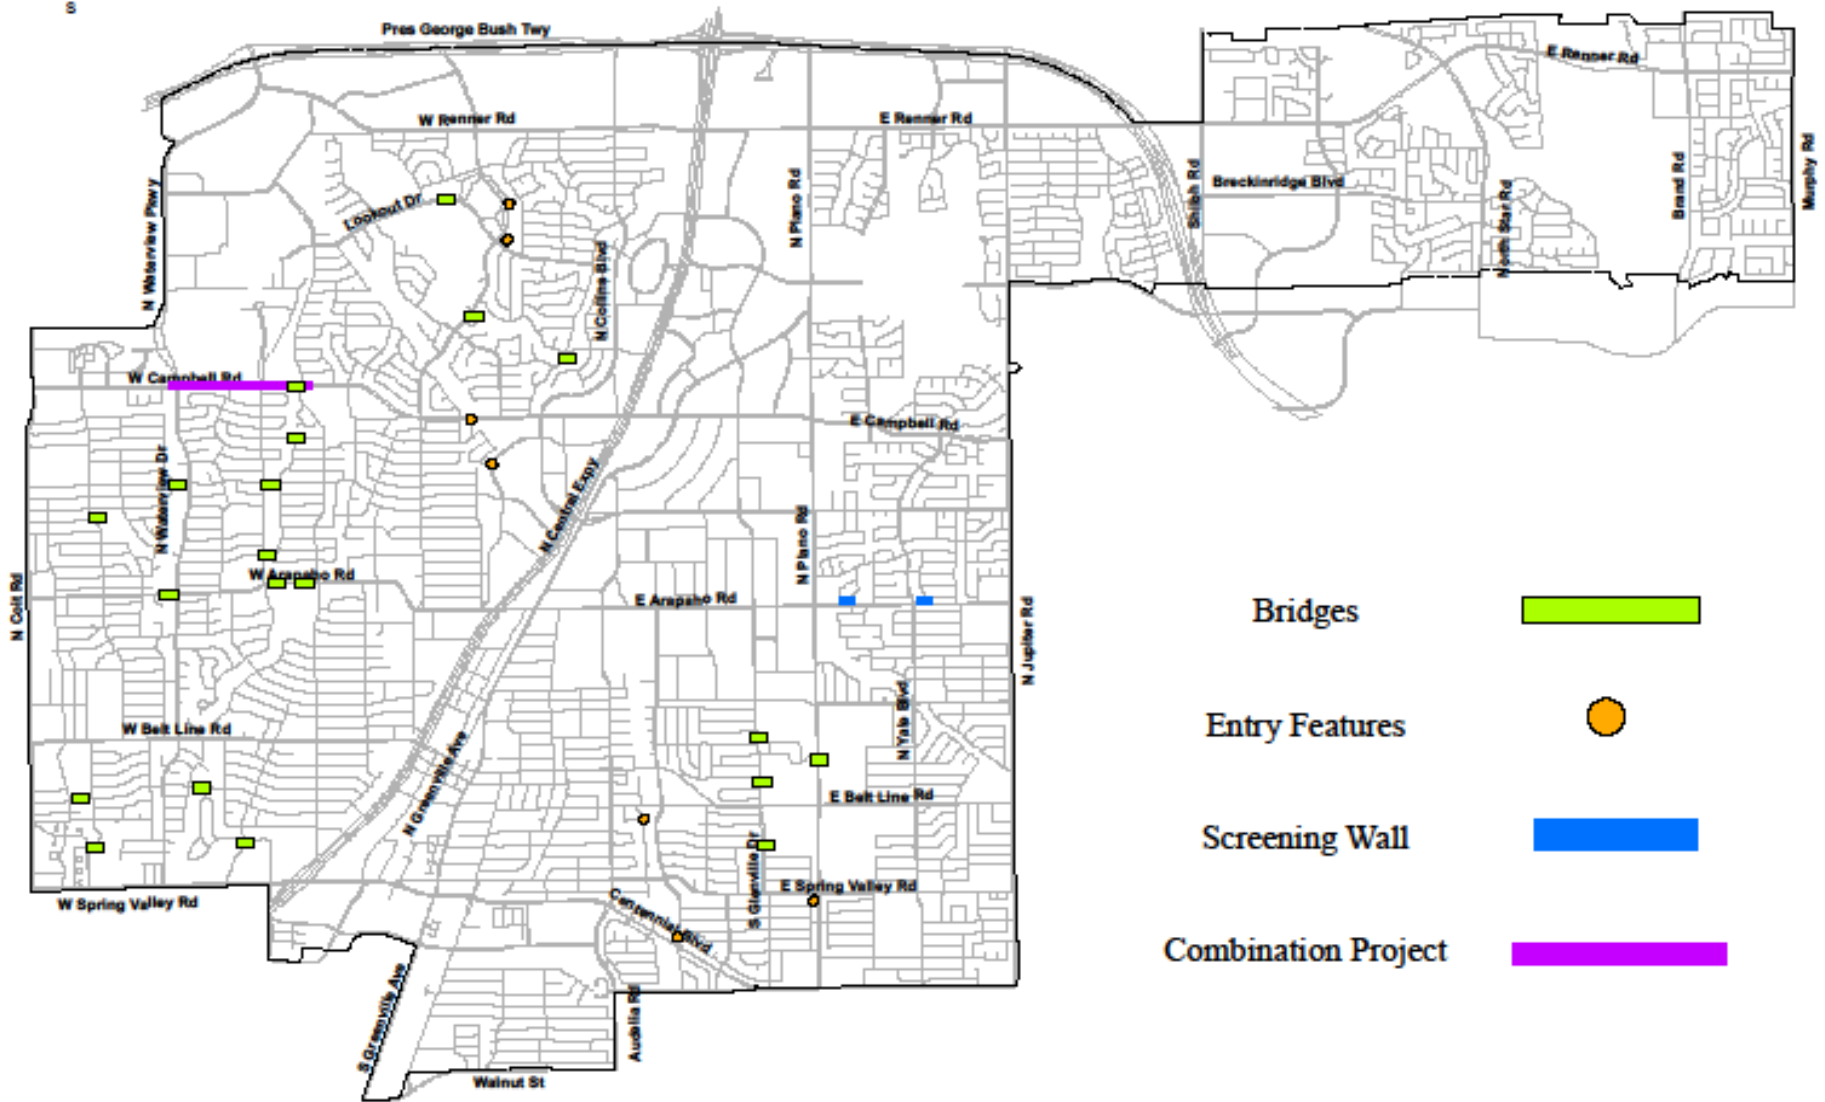 S
Pres George Bush Twy
E Renner Rd
W Renner Rd
E Renner Rd
Murphy Rd
Brand Rd
North Star Rd
Breckinridge Blvd
Shiloh Rd
N Plano Rd
Lookout Dr
N Waterview Pkwy
N Collins Blvd
W Campbell Rd
E Campbell Rd
N Waterview Dr
N Central Expy
N Plano Rd
W Arapaho Rd
E Arapaho Rd
N Coit Rd
N Jupiter Rd
Bridges
N Yale Blvd
Entry Features
W Belt Line Rd
N Greenville Ave
E Belt Line Rd
Screening Wall
S Glenville Dr
E Spring Valley Rd
W Spring Valley Rd
Centennial Blvd
Combination Project
S Greenville Ave
Audelia Rd
Walnut St